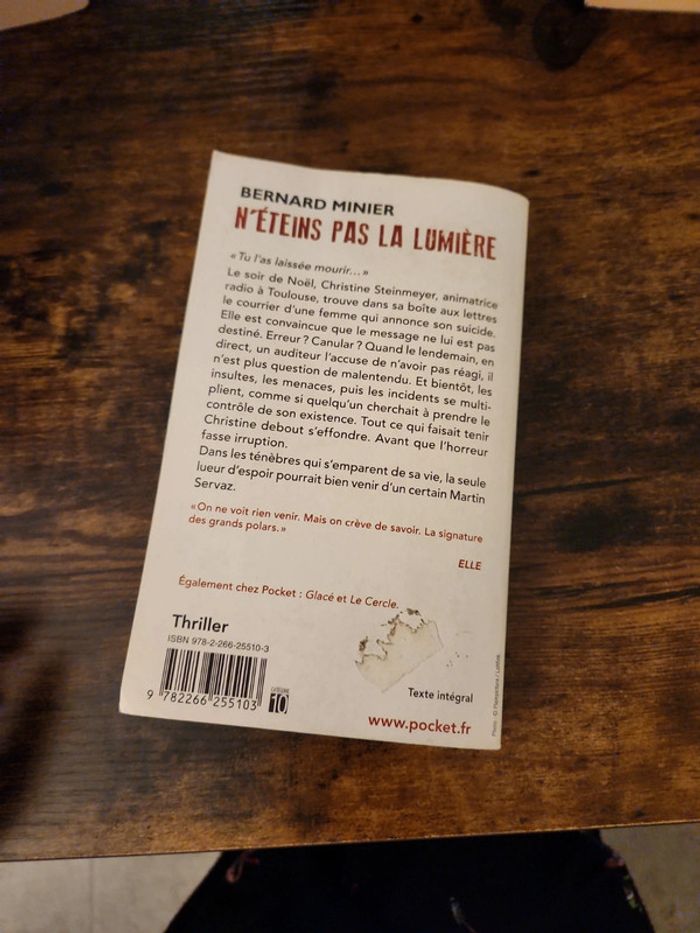 BERNARD MINIER
N'ÉTEINS PAS LA LUMIÈRE
« Tu l'as laissée mourir... »
Le soir de Noël, Christine Steinmeyer, animatrice
radio à Toulouse, trouve dans sa boîte aux lettres
le courrier d'une femme qui annonce son suicide.
Elle est convaincue que le message ne lui est pas
destiné. Erreur ? Canular ? Quand le lendemain, en
direct, un auditeur l'accuse de n'avoir pas réagi, il
n'est plus question de malentendu. Et bientôt, les
insultes, les menaces, puis les incidents se multi-
plient, comme si quelqu'un cherchait à prendre le
contrôle de son existence. Tout ce qui faisait tenir
Christine debout s'effondre. Avant que l'horreur
fasse irruption.
Dans les ténèbres qui s'emparent de sa vie, la seule
lueur d'espoir pourrait bien venir d'un certain Martin
Servaz.
« On ne voit rien venir. Mais on crève de savoir. La signature
des grands polars. »
ELLE
Également chez Pocket : Glacé et Le Cercle.
Thriller
ISBN 978-2-266-25510-3
9 782266 255103
CATÉGORIE
10
Texte intégral
www.pocket.fr
Photo : ©